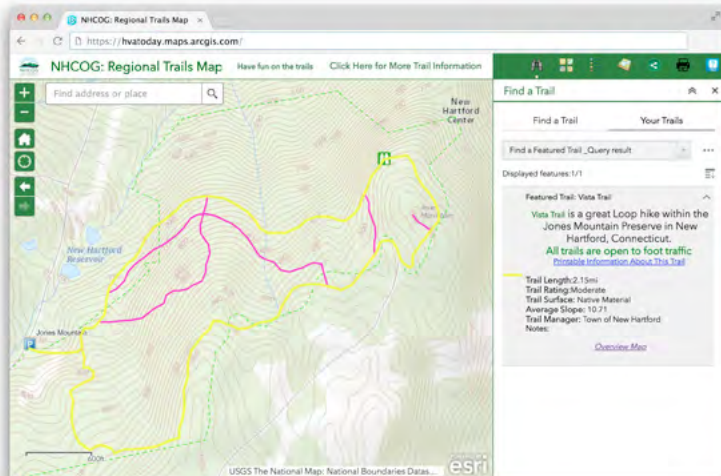 NHCOG: Regional Trails Map
https://hvatoday.maps.arcgis.com/
NHCOG: Regional Trails Map
Have fun on the trails
Click Here for More Trail Information
Find a Trail
Find address or place
Find a Trail
Your Trails
Find a Featured Trail _Query result
Displayed features:1/1
Featured Trail: Vista Trail
Vista Trail is a great Loop hike within the
Jones Mountain Preserve in New
Hartford, Connecticut.
All trails are open to foot traffic
Printable Information About This Trail
Trail Length:2.15mi
Trail Rating:Moderate
Trail Surface: Native Material
Average Slope: 10.71
Trail Manager: Town of New Hartford
Notes:
Overview Map
New
Hartford
Center
New Hartford
Reservoir
Jones Mountain
P
600ft
USGS The National Map: National Boundaries Datas...
esri